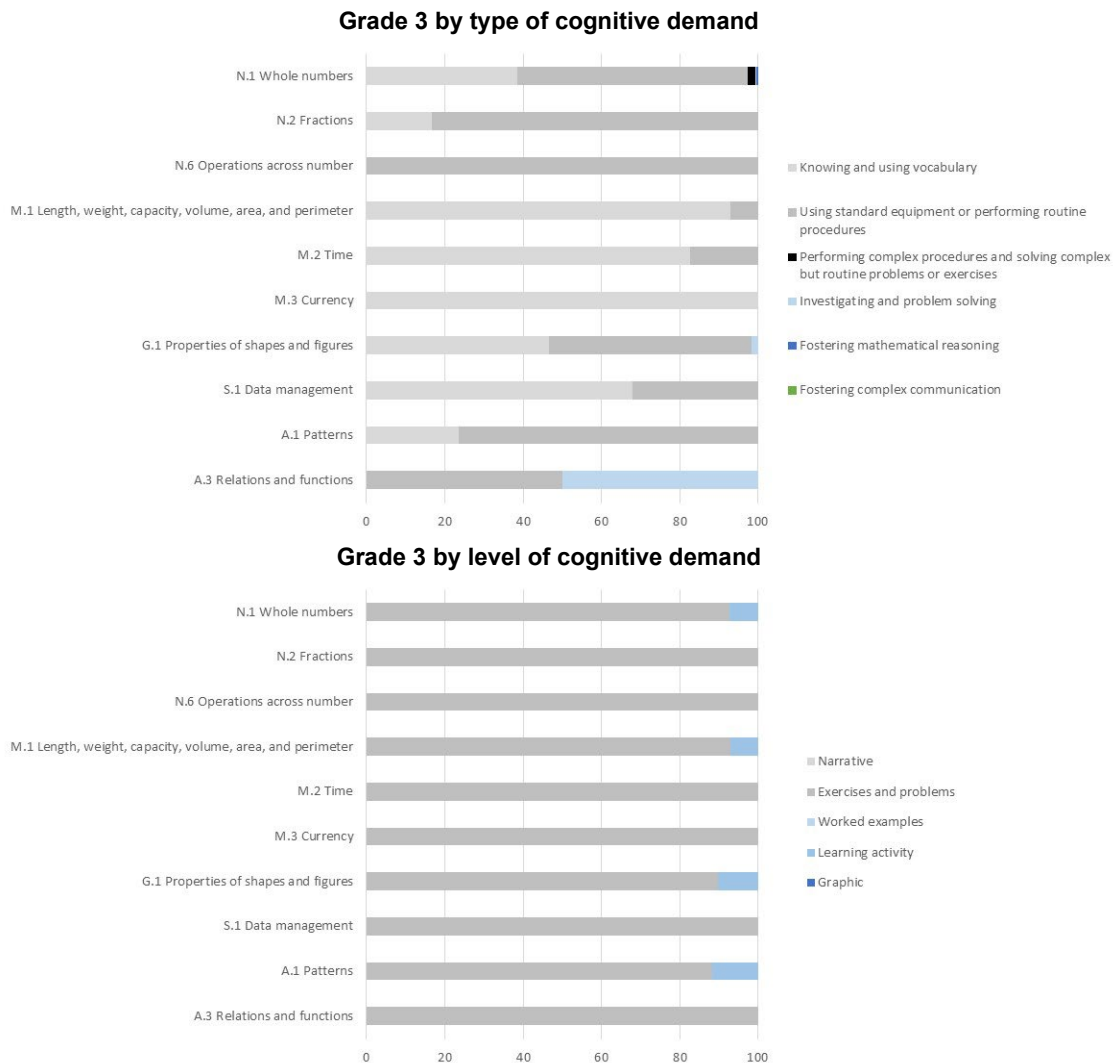 Grade 3 by type of cognitive demand
N.1 Whole numbers
N.2 Fractions
N.6 Operations across number
M.1 Length, weight, capacity, volume, area, and perimeter
M.2 Time
M.3 Currency
G.1 Properties of shapes and figures
S.1 Data management
A.1 Patterns
A.3 Relations and functions
0 20 40 60 80 100
Knowing and using vocabulary
Using standard equipment or performing routine
procedures
Performing complex procedures and solving complex
but routine problems or exercises
Investigating and problem solving
Fostering mathematical reasoning
Fostering complex communication
Grade 3 by level of cognitive demand
N.1 Whole numbers
N.2 Fractions
N.6 Operations across number
M.1 Length, weight, capacity, volume, area, and perimeter
M.2 Time
M.3 Currency
G.1 Properties of shapes and figures
S.1 Data management
A.1 Patterns
A.3 Relations and functions
0 20 40 60 80 100
Narrative
Exercises and problems
Worked examples
Learning activity
Graphic